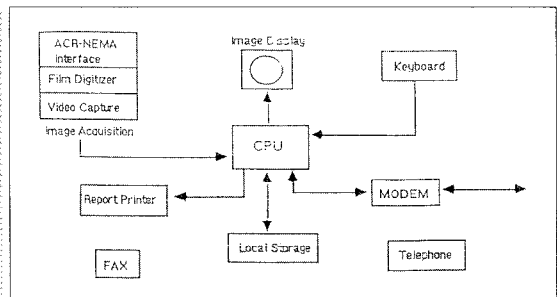 ACR-NEMA
Interface
Film Digitizer
Video Capture
Image Acquisition
Image Display
Keyboard
CPU
Report Printer
MODEM
Local Storage
FAX
Telephone